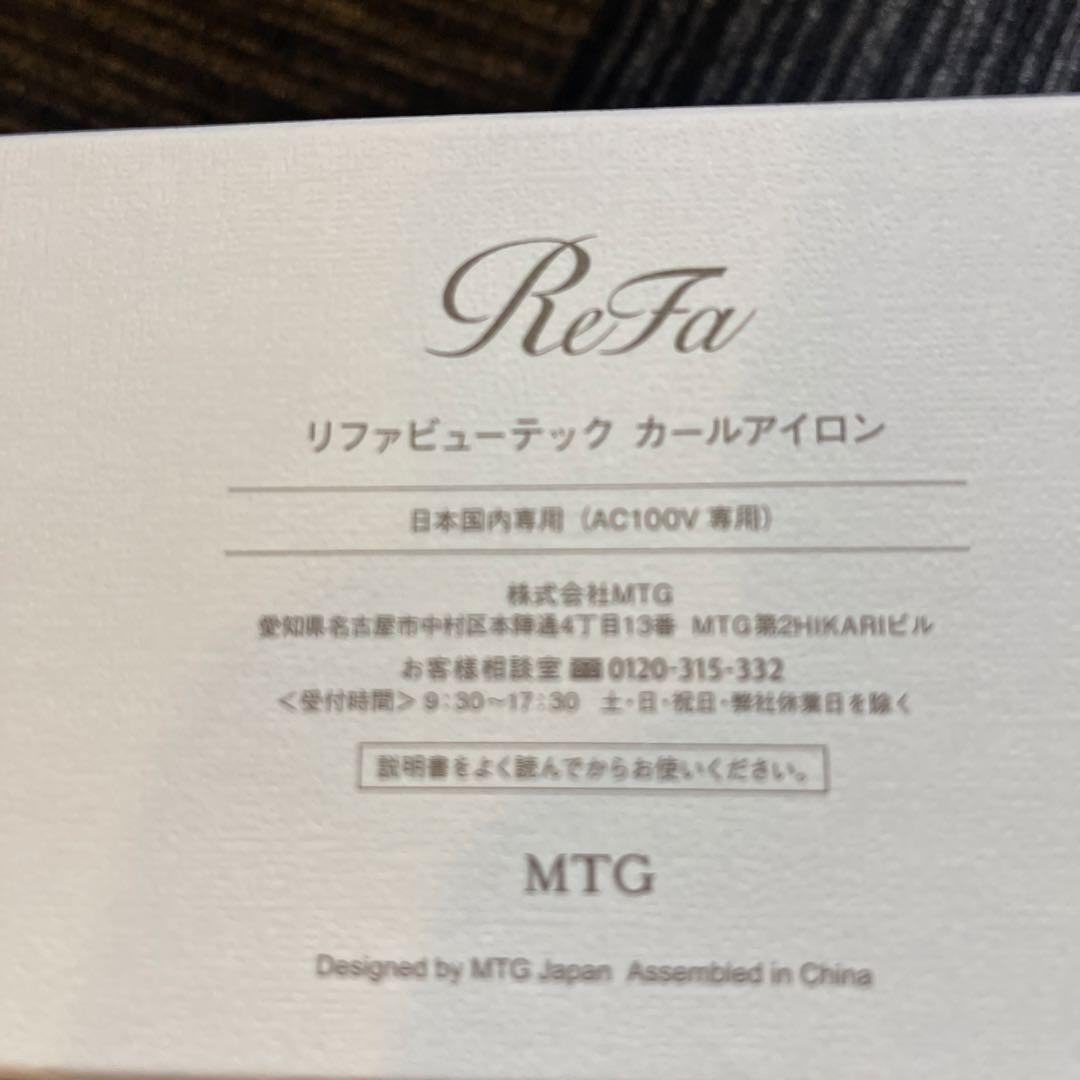 ReFa
リファビューテック カールアイロン
日本国内専用（AC100V 専用）
株式会社MTG
愛知県名古屋市中村区本陣通4丁目13番 MTG第2HIKARIビル
お客様相談室 0120-315-332
＜受付時間＞9:30〜17:30 土・日・祝日・弊社休業日を除く
説明書をよく読んでからお使いください。
MTG
Designed by MTG Japan Assembled in China